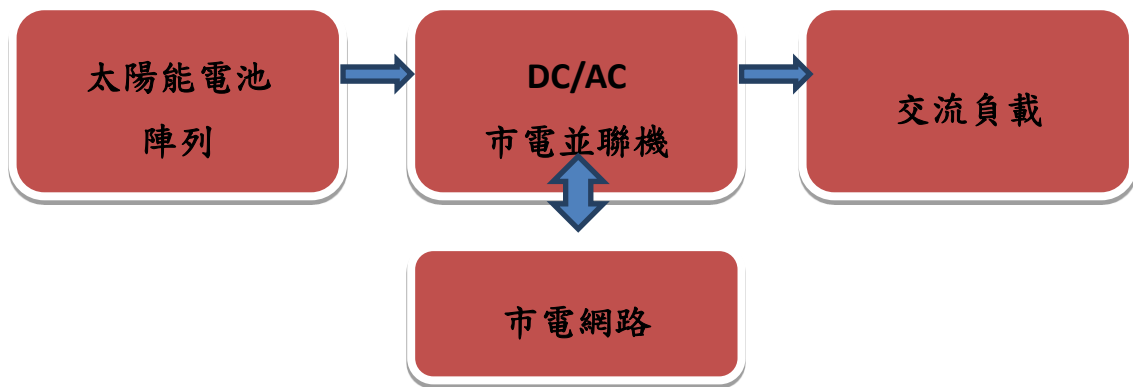 太陽能電池
陣列
DC/AC
市電並聯機
交流負載
市電網路